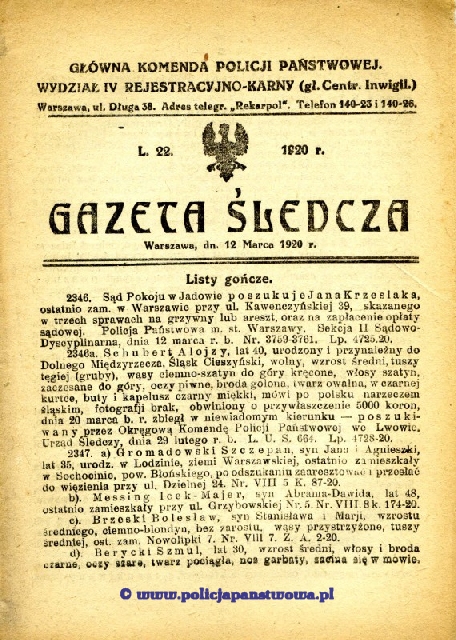 GŁÓWNA KOMENDA POLICJI PAŃSTWOWEJ.
WYDZIAŁ IV REJESTRACYJNO-KARNY (gł. Centr. Inwigil.)
Warszawa, ul. Długa 38. Adres telegr. „Rekarpol". Telefon 140-23 i 140-26.
L. 22. 1920 r.
GAZETA ŚLEDCZA
Warszawa, dn. 12 Marca 1920 r.
Listy gończe.
2346. Sąd Pokoju w Jadowie poszukuje Jana Krześlaka,
ostatnio zam. w Warszawie przy ul. Kawenczyńskiej 39, skazanego
w trzech sprawach na grzywny lub areszt, oraz na zapłacenie opłaty
sądowej. Policja Państwowa m. st. Warszawy. Sekcja II Sądowo-
Dyscyplinarna, dnia 12 marca r. b. Nr. 3759-3761. Lp. 4725.20.
2346a. Schubert Alojzy, lat 40, urodzony i przynależny do
Dolnego Międzyrzecza, Śląsk Cieszyński, wolny, wzrost średni, tuszy
tęgiej (gruby), wąsy ciemno-szatyn do góry kręcone, włosy szatyn,
zaczesane do góry, oczy piwne, broda golona, twarz owalna, w czarnej
kurtce, buty i kapelusz czarny miękki, mówi po polsku narzeczem
śląskim, fotografji brak, obwiniony o przywłaszczenie 5000 koron,
dnia 20 marca b. r. zbiegł w niewiadomym kierunku — poszuki-
wany przez Okręgową Komendę Policji Państwowej we Lwowie.
Urząd Śledczy, dnia 29 lutego r. b. L. U. S. 664. Lp. 4728-20.
2347. a) Gromadowski Szczepan, syn Jana i Agnieszki,
lat 35, urodz. w Lodzinie, ziemi Warszawskiej, ostatnio zamieszkały
w Sochocinie, pow. Błońskiego, po odszukaniu zaaresztować i przesłać
do więzienia przy ul. Dzielnej 24. Nr. VIII 5 K. 87-20.
b). Messing Icek-Majer, syn Abrama-Dawida, lat 48,
ostatnio zamieszkały przy ul. Grzybowskiej Nr. 5. Nr. VIII Sk. 174-20.
c). Brzeski Bolesław, syn Stanisława i Marji, wzrostu
średniego, ciemno-blondyn, bez zarostu, wąsy przystrzyżone, tuszy
średniej, ost. zam. Nowolipki 7. Nr. VIII 7. Z. A. 2-20.
d). Berycki Szmul, lat 30, wzrost średni, włosy i broda
czarne, oczy szare, twarz pociągła, nos garbaty, zacina się w mowie,
© www.policjapanstwowa.pl